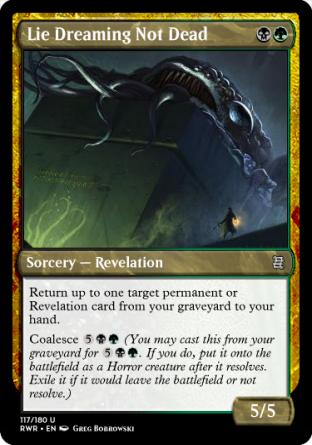 Lie Dreaming Not Dead
Sorcery — Revelation
Return up to one target permanent or
Revelation card from your graveyard to your
hand.
Coalesce 5 (You may cast this from your
graveyard for 5 . If you do, put it onto the
battlefield as a Horror creature after it resolves.
Exile it if it would leave the battlefield or not
resolve.)
5/5
117/180 U
RWR • EN Greg Bobrowski